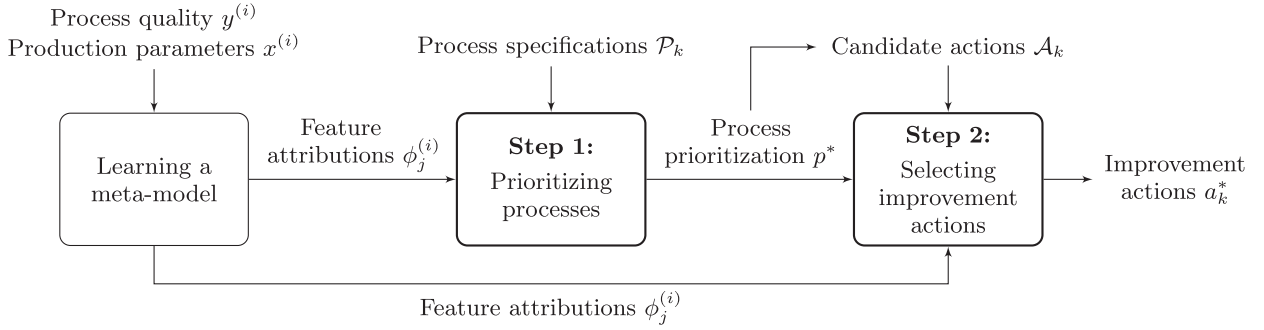 Process quality y^{(i)}
Production parameters x^{(i)}
Process specifications 𝒫_k
Candidate actions 𝒜_k
Learning a
meta-model
Feature
attributions ϕ_j^{(i)}
Step 1:
Prioritizing
processes
Process
prioritization p*
Step 2:
Selecting
improvement
actions
Improvement
actions a_k^*
Feature attributions ϕ_j^{(i)}